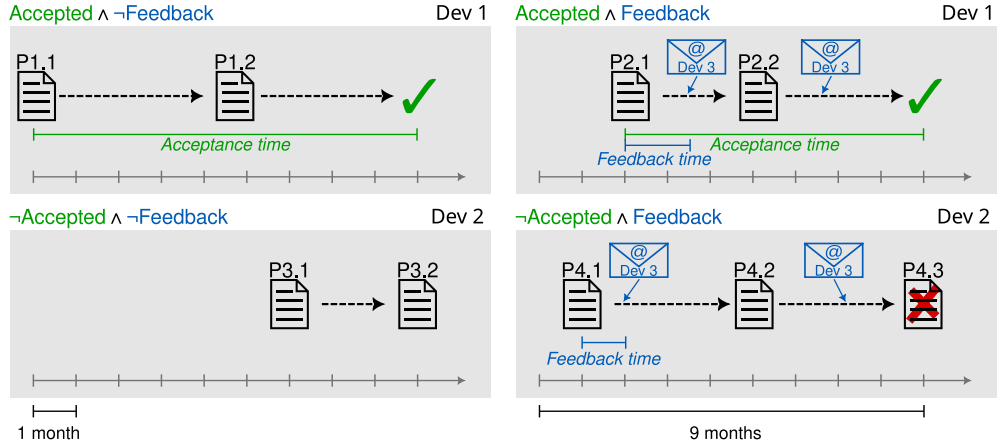 Accepted ∧ ¬Feedback Dev 1
P1.1 P1.2
Acceptance time
Accepted ∧ Feedback Dev 1
P2.1 @ Dev 3 P2.2 @ Dev 3
Feedback time Acceptance time
¬Accepted ∧ ¬Feedback Dev 2
P3.1 P3.2
1 month
¬Accepted ∧ Feedback Dev 2
P4.1 @ Dev 3 P4.2 @ Dev 3 P4.3
Feedback time
9 months